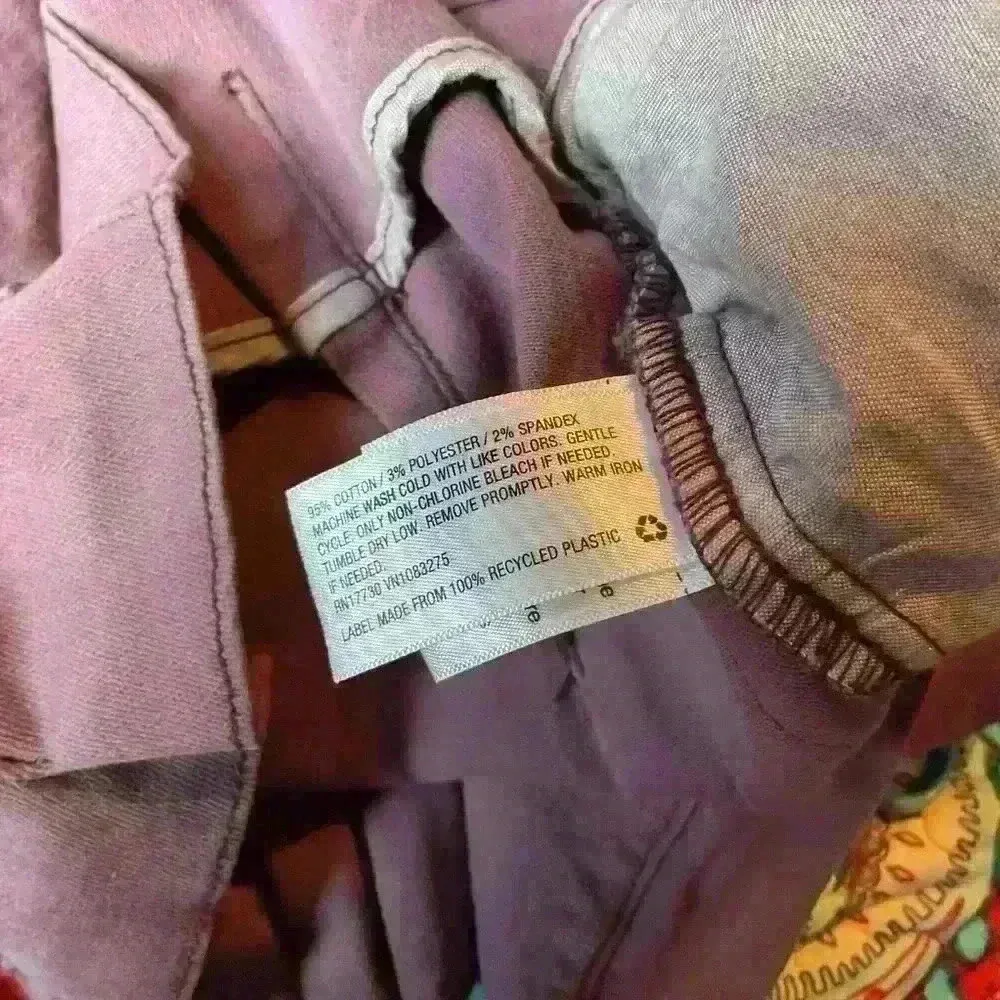 95% COTTON / 3% POLYESTER / 2% SPANDEX
MACHINE WASH COLD WITH LIKE COLORS. GENTLE
CYCLE. ONLY NON-CHLORINE BLEACH IF NEEDED.
TUMBLE DRY LOW. REMOVE PROMPTLY. WARM IRON
IF NEEDED.
RN17730 VN1083275
LABEL MADE FROM 100% RECYCLED PLASTIC